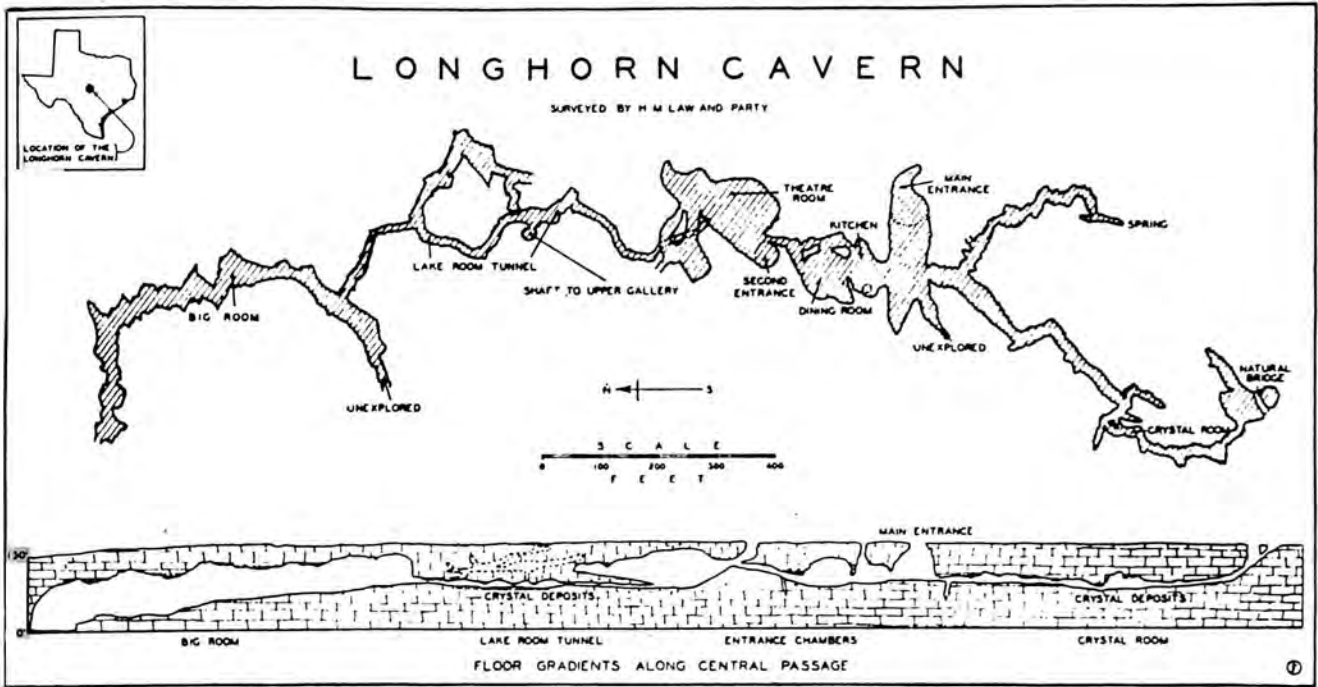 LONGHORN CAVERN
SURVEYED BY H M LAW AND PARTY
LOCATION OF THE
LONGHORN CAVERN
THEATRE
ROOM
MAIN
ENTRANCE
KITCHEN
SPRING
LAKE ROOM TUNNEL
SHAFT TO UPPER GALLERY
SECOND
ENTRANCE
DINING ROOM
BIG ROOM
UNEXPLORED
UNEXPLORED
NATURAL
BRIDGE
CRYSTAL ROOM
N S
SCALE
0 100 200 300 400
FEET
MAIN ENTRANCE
150'
CRYSTAL DEPOSITS
CRYSTAL DEPOSITS
0'
BIG ROOM
LAKE ROOM TUNNEL
ENTRANCE CHAMBERS
CRYSTAL ROOM
FLOOR GRADIENTS ALONG CENTRAL PASSAGE